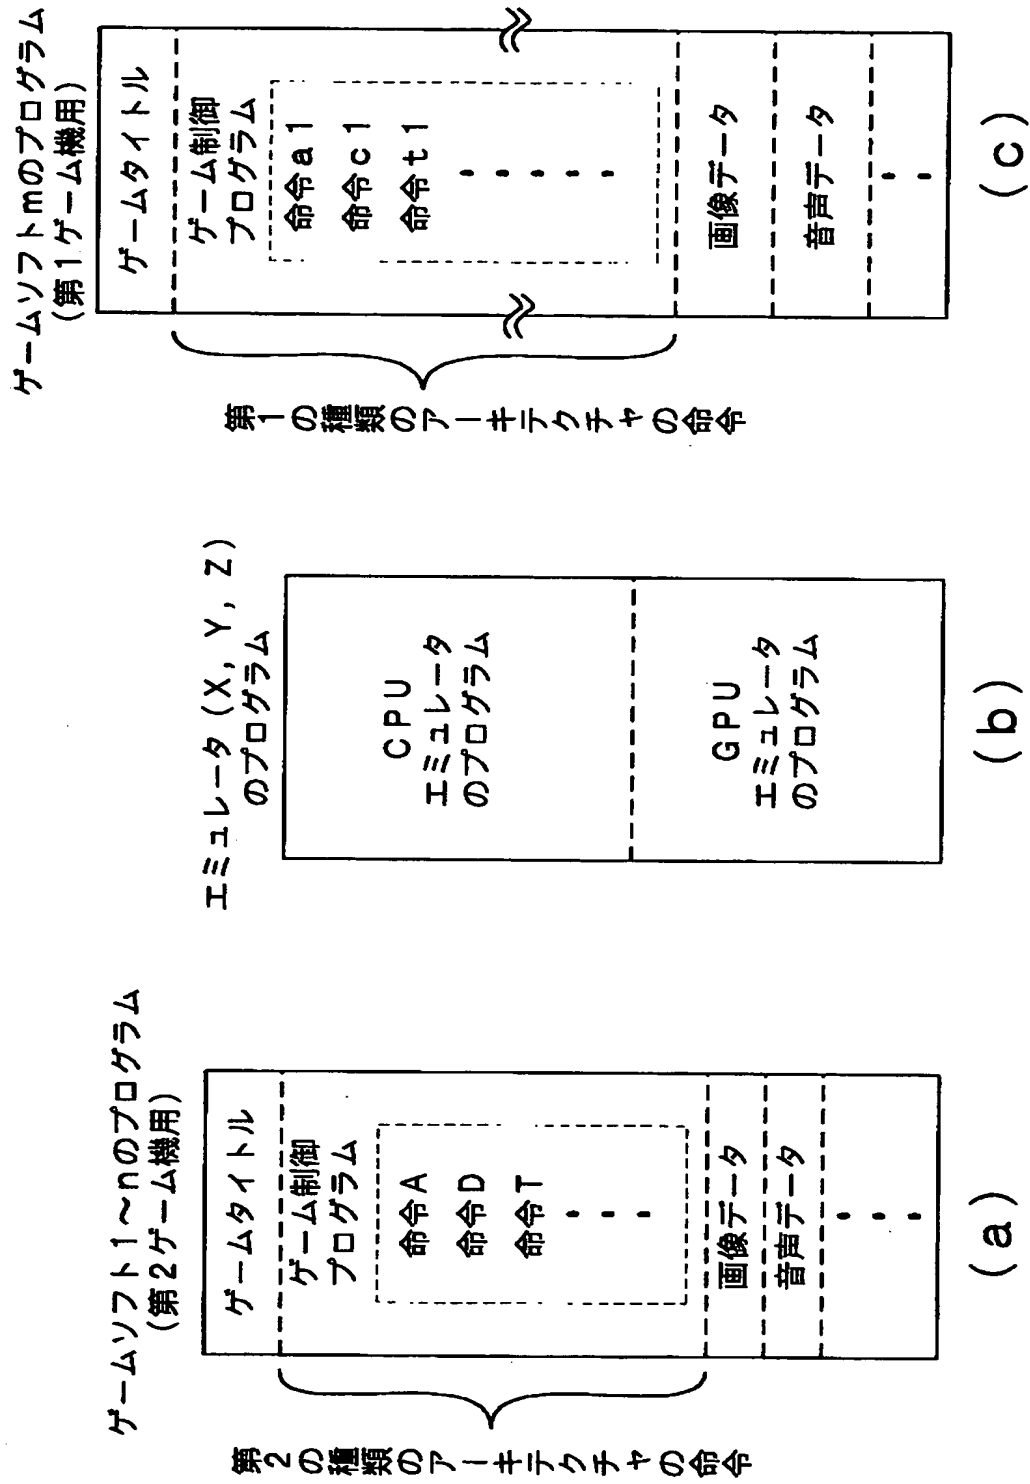 ゲームソフト1～nのプログラム
(第2ゲーム機用)
ゲームタイトル
ゲーム制御
プログラム
命令A
命令D
命令T
画像データ
音声データ
第2の種類のアーキテクチャの命令
(a)
エミュレータ(X, Y, Z)
のプログラム
CPU
エミュレータ
のプログラム
GPU
エミュレータ
のプログラム
(b)
ゲームソフトmのプログラム
(第1ゲーム機用)
ゲームタイトル
ゲーム制御
プログラム
命令a1
命令c1
命令t1
画像データ
音声データ
第1の種類のアーキテクチャの命令
(c)